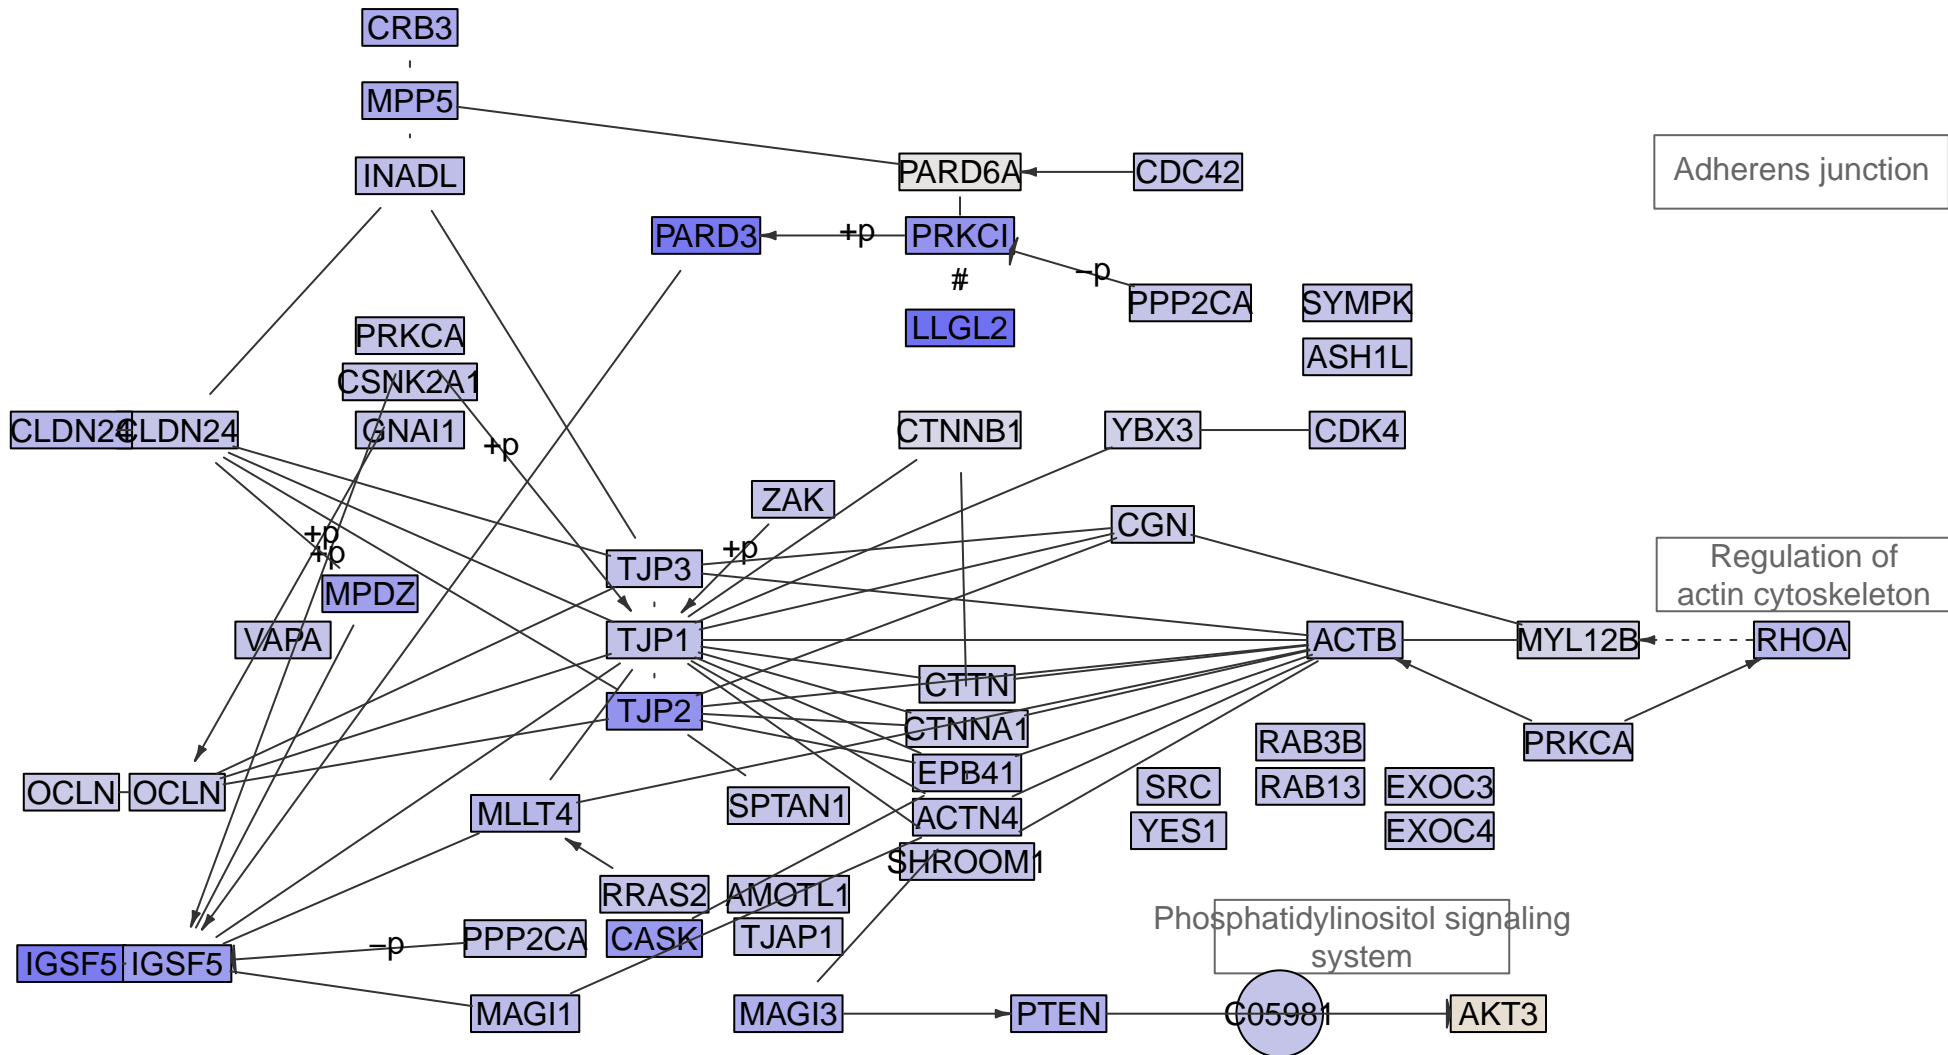 CRB3
MPP5
INADL
PARD6A
CDC42
Adherens junction
PARD3
+p
PRKCI
#
−p
LLGL2
PPP2CA
SYMPK
ASH1L
PRKCA
CSNK2A1
GNAI1
CLDN24
CLDN24
+p
CTNNB1
YBX3
CDK4
ZAK
CGN
+p
+p
+p
TJP3
MPDZ
VAPA
TJP1
ACTB
MYL12B
RHOA
Regulation of
actin cytoskeleton
CTTN
TJP2
CTNNA1
RAB3B
PRKCA
EPB41
OCLN
OCLN
MLLT4
SPTAN1
ACTN4
SRC
RAB13
EXOC3
YES1
EXOC4
SHROOM1
RRAS2
AMOTL1
PPP2CA
CASK
TJAP1
−p
IGSF5
IGSF5
Phosphatidylinositol signaling
system
MAGI1
MAGI3
PTEN
C05981
AKT3